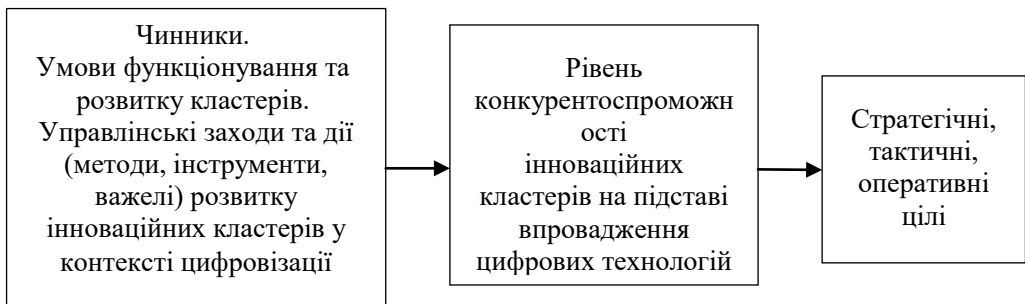 Чинники.
Умови функціонування та
розвитку кластерів.
Управлінські заходи та дії
(методи, інструменти,
важелі) розвитку
інноваційних кластерів у
контексті цифровізації
Рівень
конкурентоспроможн
ості
інноваційних
кластерів на підставі
впровадження
цифрових технологій
Стратегічні,
тактичні,
оперативні
цілі